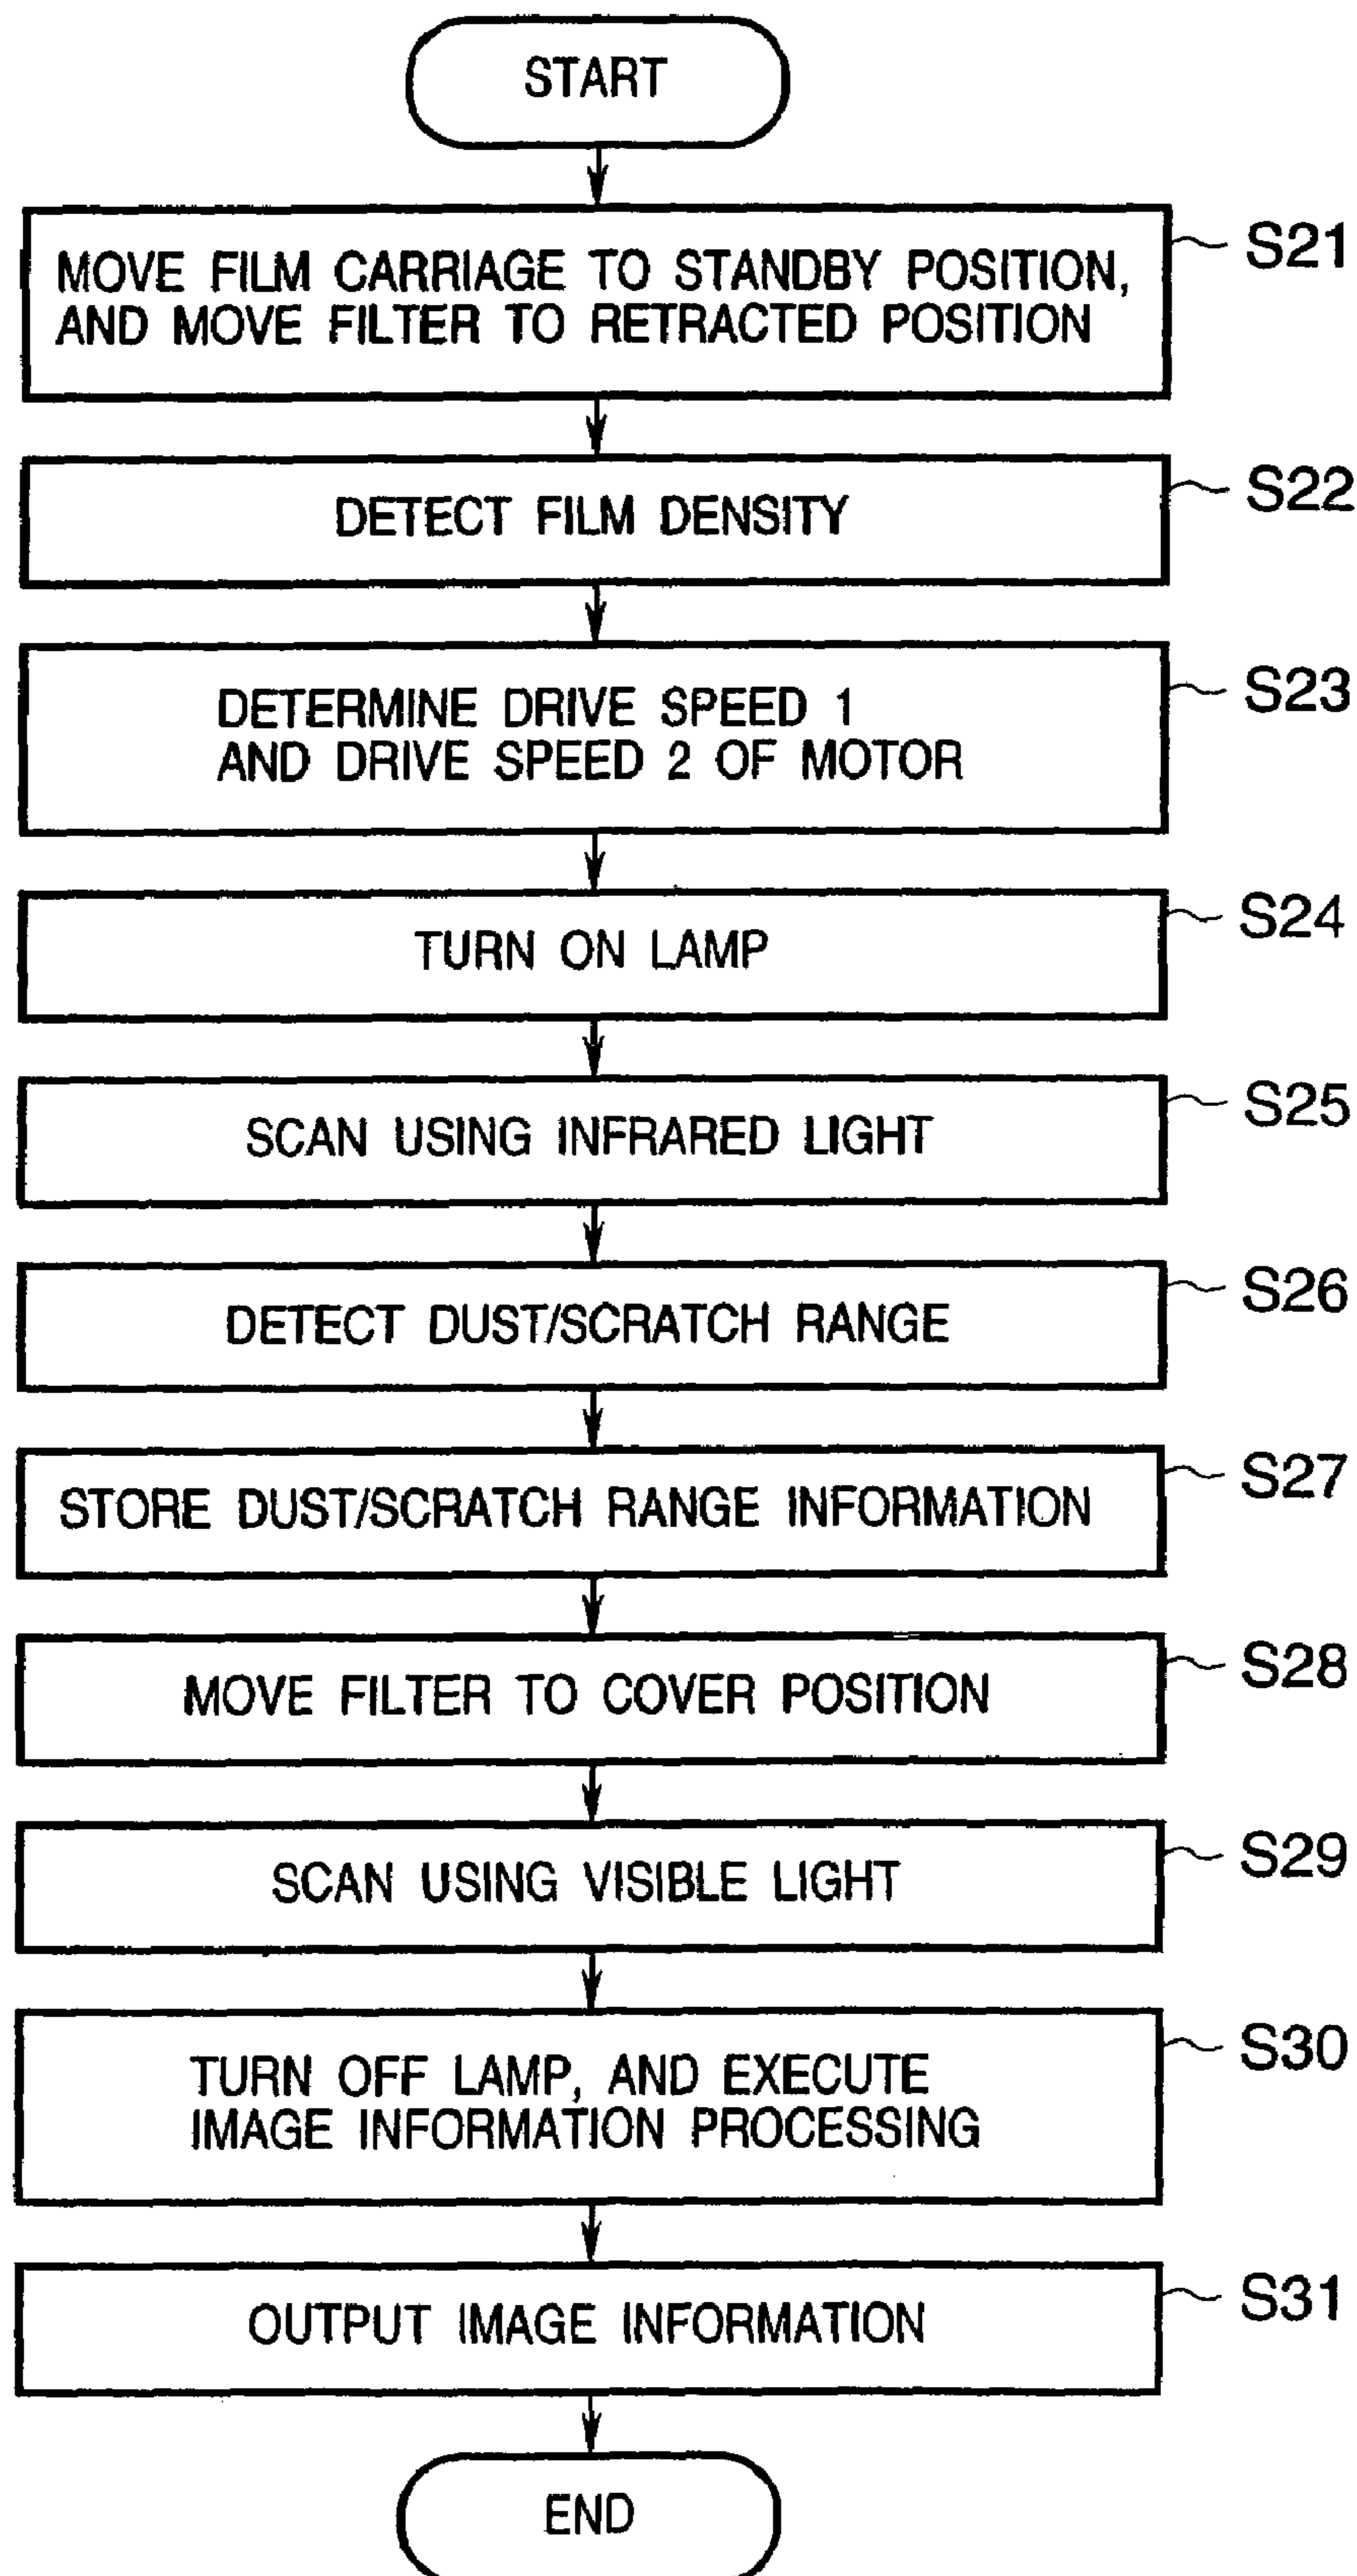 START
MOVE FILM CARRIAGE TO STANDBY POSITION,
AND MOVE FILTER TO RETRACTED POSITION
S21
DETECT FILM DENSITY
S22
DETERMINE DRIVE SPEED 1
AND DRIVE SPEED 2 OF MOTOR
S23
TURN ON LAMP
S24
SCAN USING INFRARED LIGHT
S25
DETECT DUST/SCRATCH RANGE
S26
STORE DUST/SCRATCH RANGE INFORMATION
S27
MOVE FILTER TO COVER POSITION
S28
SCAN USING VISIBLE LIGHT
S29
TURN OFF LAMP, AND EXECUTE
IMAGE INFORMATION PROCESSING
S30
OUTPUT IMAGE INFORMATION
S31
END